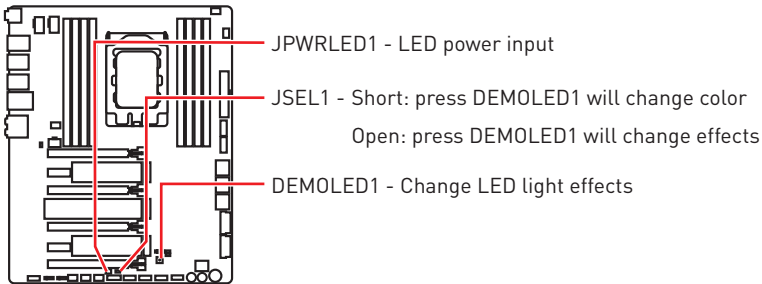 JPWRLED1 - LED power input
JSEL1 - Short: press DEMOLED1 will change color
Open: press DEMOLED1 will change effects
DEMOLED1 - Change LED light effects